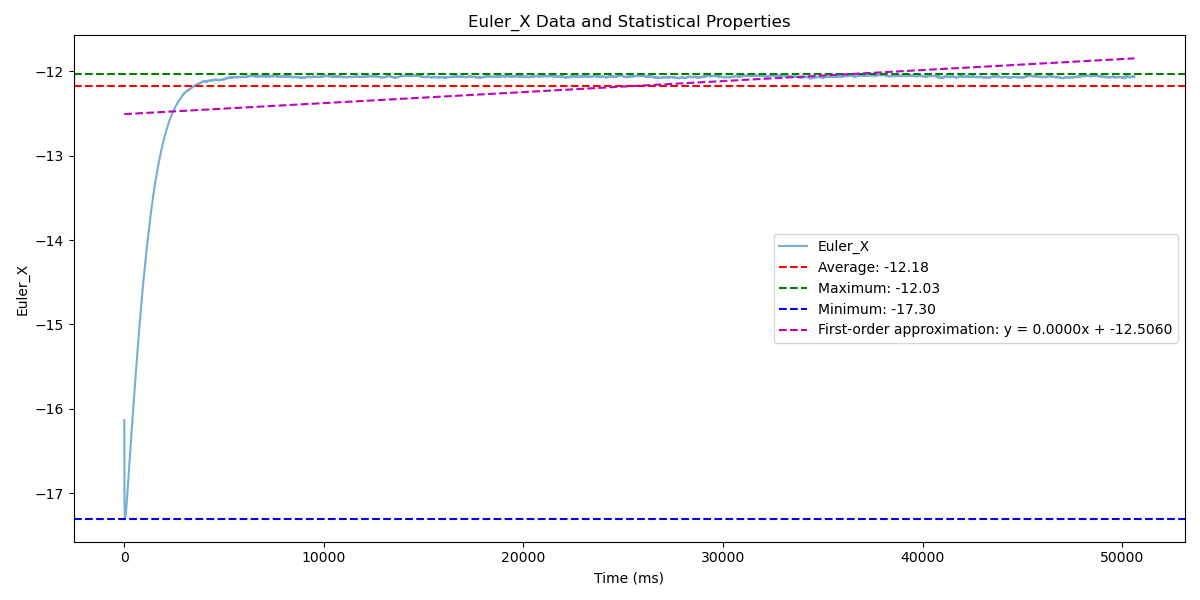 Euler_X Data and Statistical Properties
Euler_X
−12
−13
−14
−15
−16
−17
Euler_X
Average: -12.18
Maximum: -12.03
Minimum: -17.30
First-order approximation: y = 0.0000x + -12.5060
0
10000
20000
30000
40000
50000
Time (ms)